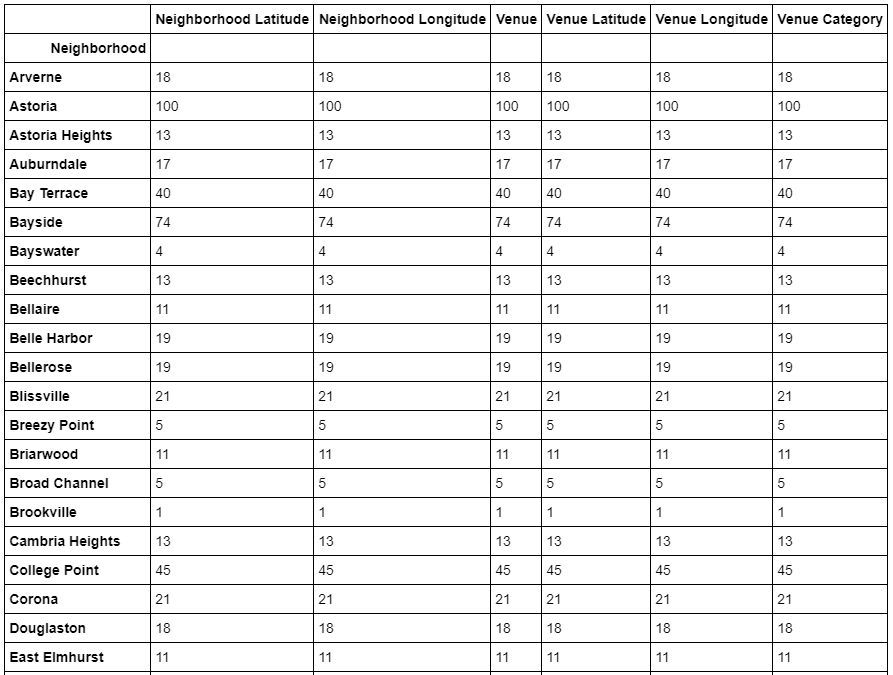 Neighborhood Latitude Neighborhood Longitude Venue Venue Latitude Venue Longitude Venue Category
Neighborhood
Arverne 18 18 18 18 18 18
Astoria 100 100 100 100 100 100
Astoria Heights 13 13 13 13 13 13
Auburndale 17 17 17 17 17 17
Bay Terrace 40 40 40 40 40 40
Bayside 74 74 74 74 74 74
Bayswater 4 4 4 4 4 4
Beechhurst 13 13 13 13 13 13
Bellaire 11 11 11 11 11 11
Belle Harbor 19 19 19 19 19 19
Bellerose 19 19 19 19 19 19
Blissville 21 21 21 21 21 21
Breezy Point 5 5 5 5 5 5
Briarwood 11 11 11 11 11 11
Broad Channel 5 5 5 5 5 5
Brookville 1 1 1 1 1 1
Cambria Heights 13 13 13 13 13 13
College Point 45 45 45 45 45 45
Corona 21 21 21 21 21 21
Douglaston 18 18 18 18 18 18
East Elmhurst 11 11 11 11 11 11